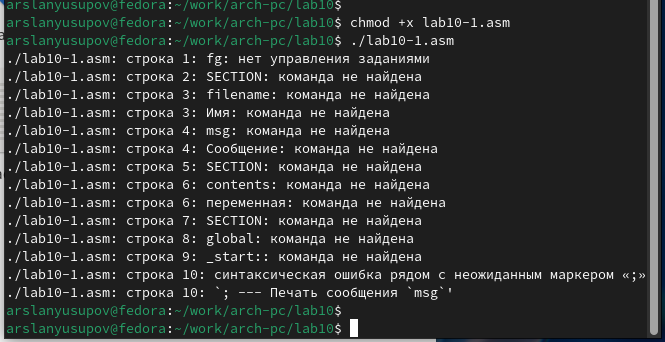 arslanyusupov@fedora:~/work/arch-pc/lab10$
arslanyusupov@fedora:~/work/arch-pc/lab10$ chmod +x lab10-1.asm
arslanyusupov@fedora:~/work/arch-pc/lab10$ ./lab10-1.asm
./lab10-1.asm: строка 1: fg: нет управления заданиями
./lab10-1.asm: строка 2: SECTION: команда не найдена
./lab10-1.asm: строка 3: filename: команда не найдена
./lab10-1.asm: строка 3: Имя: команда не найдена
./lab10-1.asm: строка 4: msg: команда не найдена
./lab10-1.asm: строка 4: Сообщение: команда не найдена
./lab10-1.asm: строка 5: SECTION: команда не найдена
./lab10-1.asm: строка 6: contents: команда не найдена
./lab10-1.asm: строка 6: переменная: команда не найдена
./lab10-1.asm: строка 7: SECTION: команда не найдена
./lab10-1.asm: строка 8: global: команда не найдена
./lab10-1.asm: строка 9: _start:: команда не найдена
./lab10-1.asm: строка 10: синтаксическая ошибка рядом с неожиданным маркером «;»
./lab10-1.asm: строка 10: `; --- Печать сообщения `msg`'
arslanyusupov@fedora:~/work/arch-pc/lab10$
arslanyusupov@fedora:~/work/arch-pc/lab10$